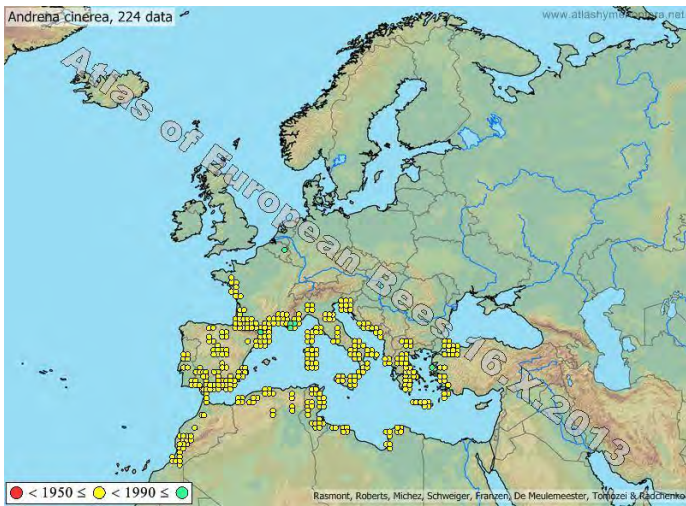 Andrena cinerea, 224 data
www.atlashymenoptera.net
Atlas of European Bees 16.X.2013
< 1950 ≤ < 1990 ≤
Rasmont, Roberts, Michez, Schweiger, Franzen, De Meulemeester, Tomozei & Radchenko